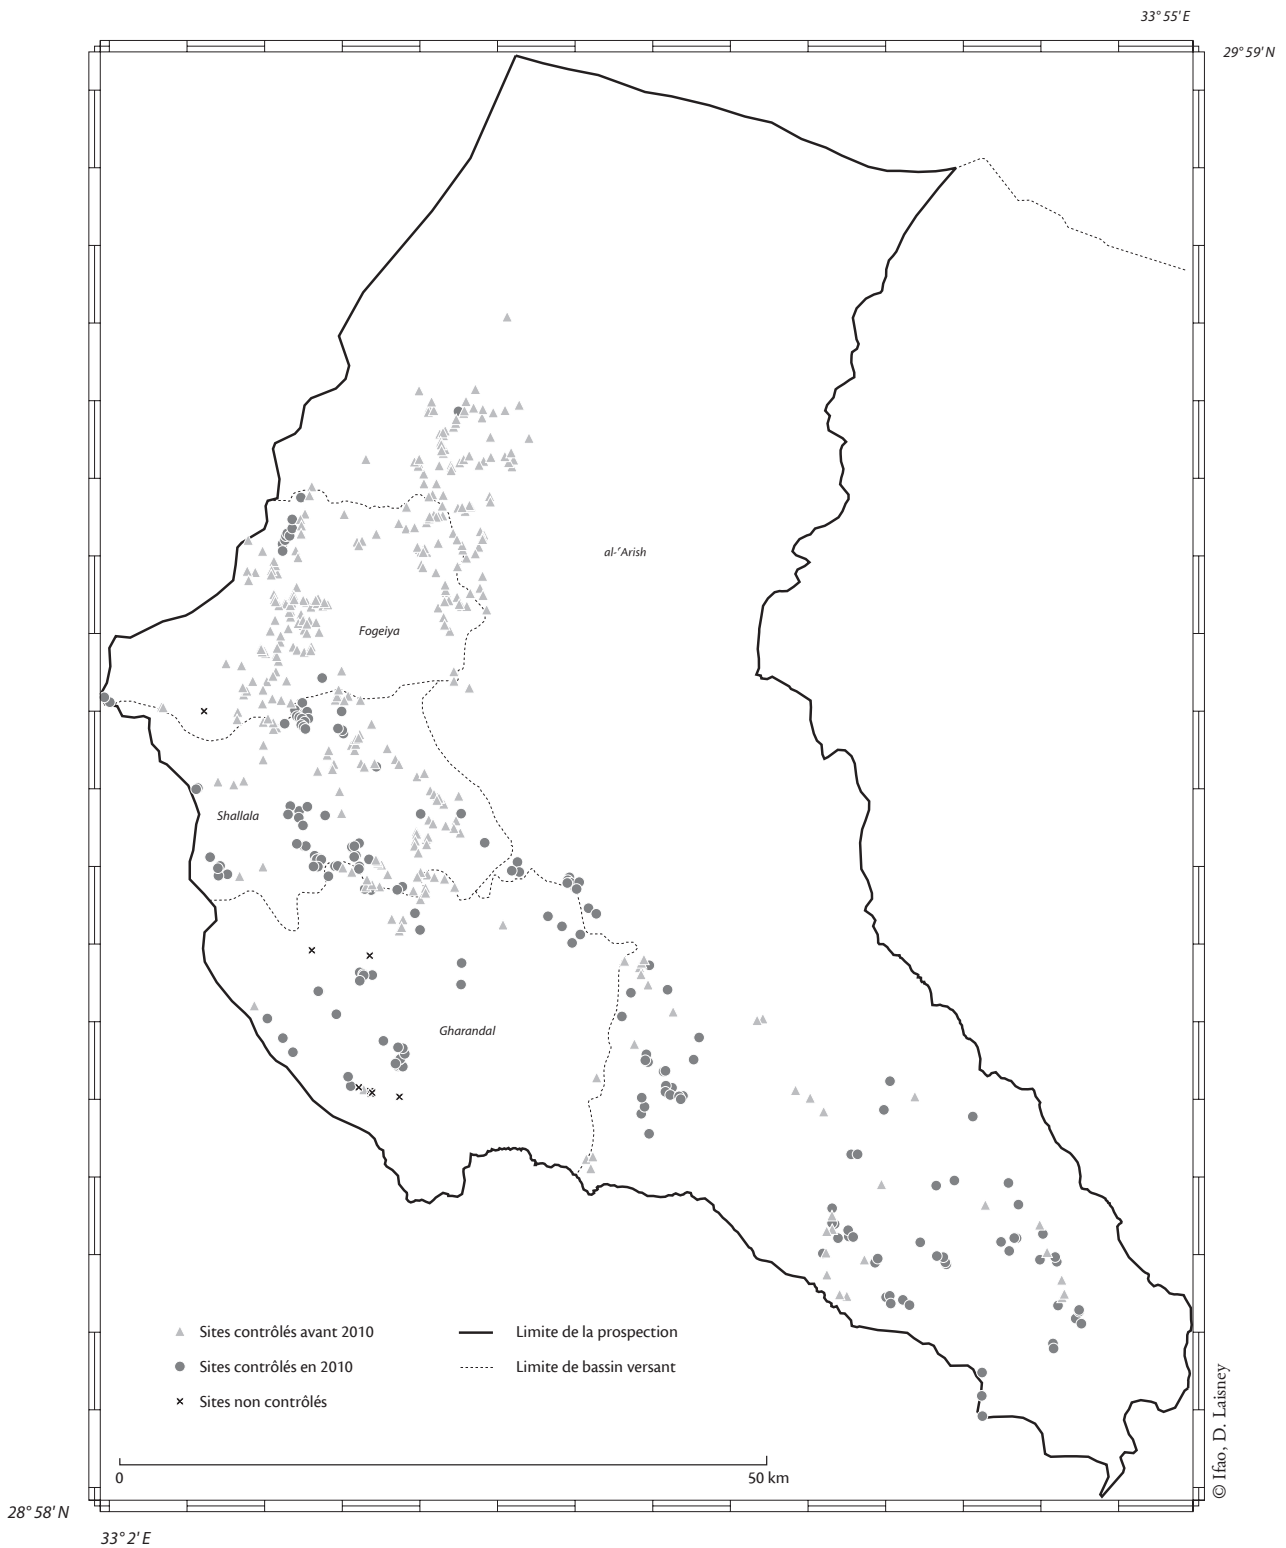 33° 55' E
29° 59' N
al-ʿArish
Fogeiya
Shallala
Gharandal
Sites contrôlés avant 2010
Limite de la prospection
Sites contrôlés en 2010
Limite de bassin versant
Sites non contrôlés
0
50 km
© Ifao, D. Laisney
28° 58' N
33° 2' E